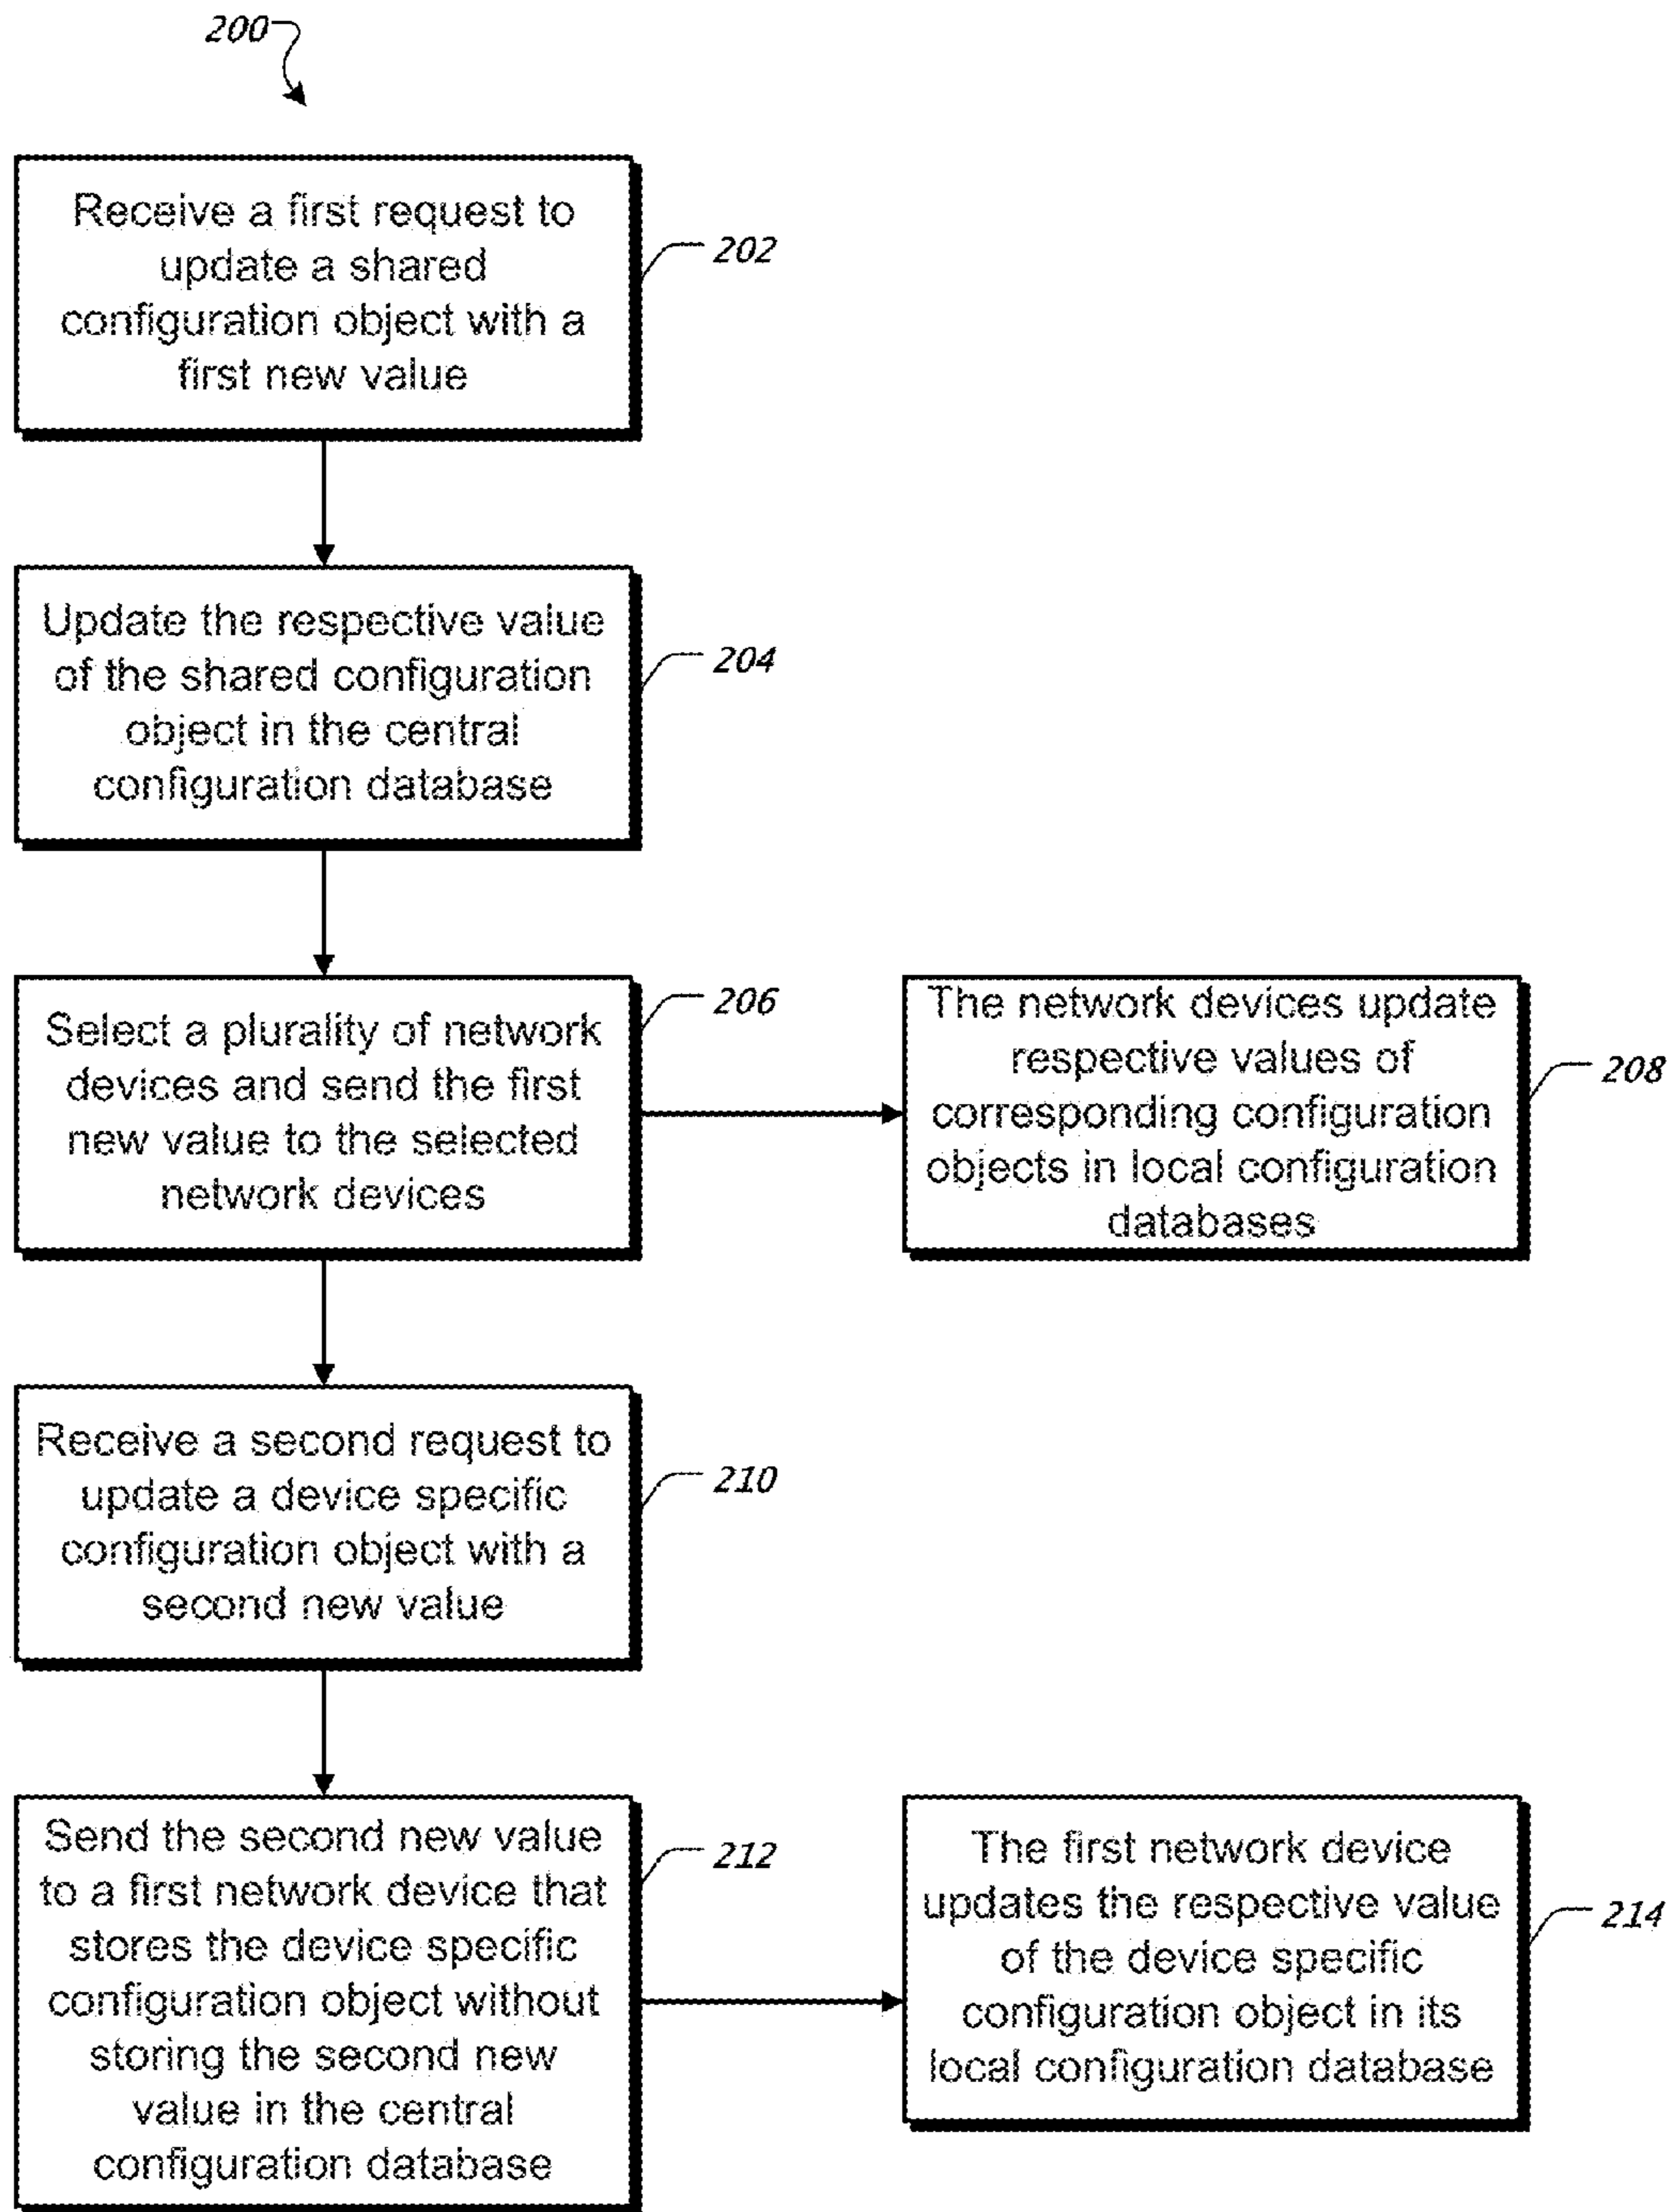 200
Receive a first request to
update a shared
configuration object with a
first new value
202
Update the respective value
of the shared configuration
object in the central
configuration database
204
Select a plurality of network
devices and send the first
new value to the selected
network devices
206
The network devices update
respective values of
corresponding configuration
objects in local configuration
databases
208
Receive a second request to
update a device specific
configuration object with a
second new value
210
Send the second new value
to a first network device that
stores the device specific
configuration object without
storing the second new
value in the central
configuration database
212
The first network device
updates the respective value
of the device specific
configuration object in its
local configuration database
214